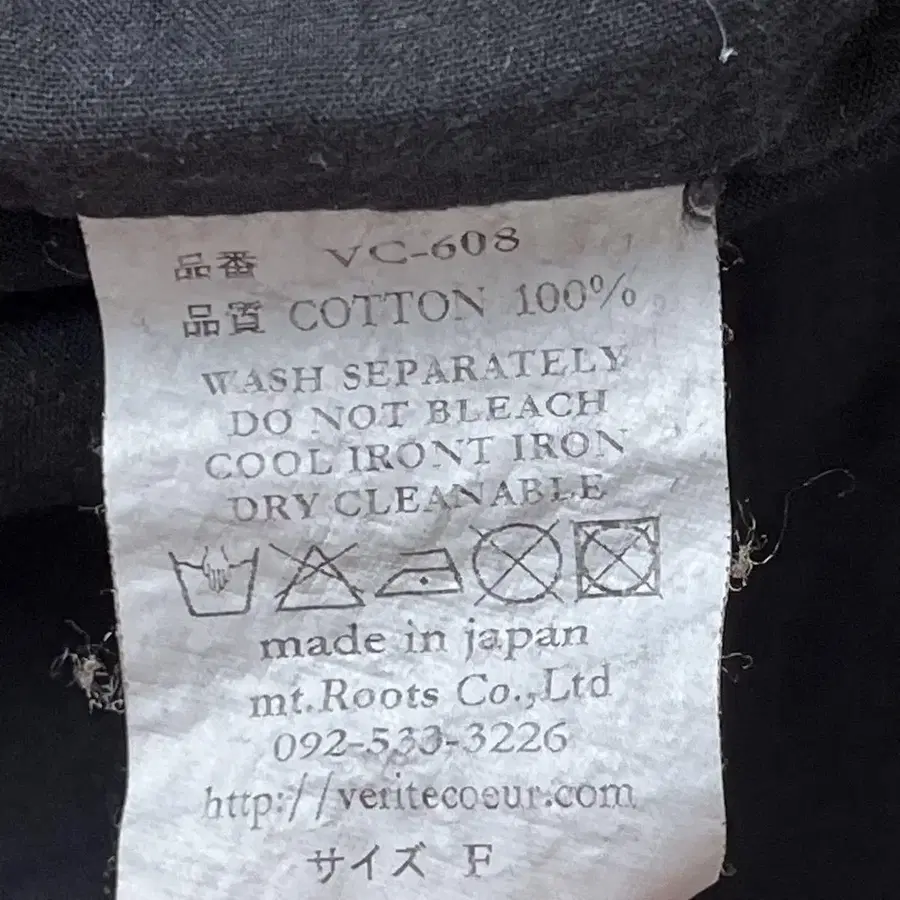 品番 VC-608
品質 COTTON 100%
WASH SEPARATELY
DO NOT BLEACH
COOL IRONT IRON
DRY CLEANABLE
made in japan
mt.Roots Co.,Ltd
092-533-3226
http://veritecoeur.com
サイズ F